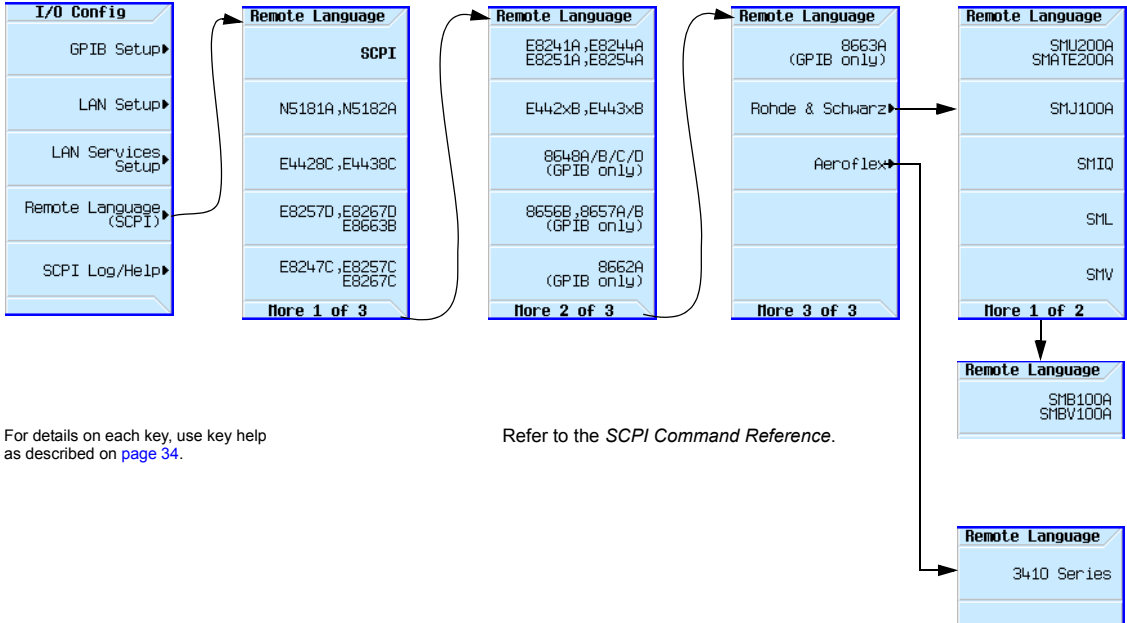 I/O Config
GPIB Setup
LAN Setup
LAN Services
Setup
Remote Language
(SCPI)
SCPI Log/Help
Remote Language
SCPI
N5181A,N5182A
E4428C,E4438C
E8257D,E8267D
E8663B
E8247C,E8257C
E8267C
More 1 of 3
Remote Language
E8241A,E8244A
E8251A,E8254A
E442xB,E443xB
8648A/B/C/D
(GPIB only)
8656B,8657A/B
(GPIB only)
8662A
(GPIB only)
More 2 of 3
Remote Language
8663A
(GPIB only)
Rohde & Schwarz
Aeroflex
More 3 of 3
Remote Language
SMU200A
SMATE200A
SMJ100A
SMIQ
SML
SMV
More 1 of 2
Remote Language
SMB100A
SMBV100A
For details on each key, use key help
as described on page 34.
Refer to the SCPI Command Reference.
Remote Language
3410 Series